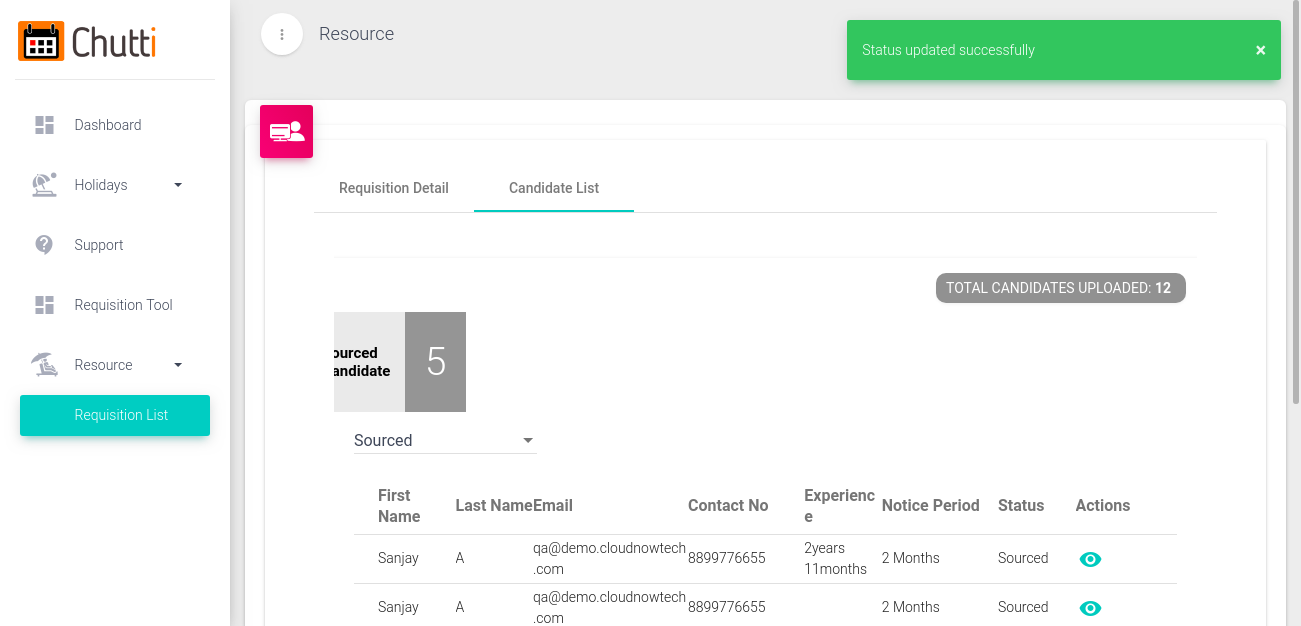 Chutti
Resource
Status updated successfully
×
Dashboard
Holidays
Support
Requisition Tool
Resource
Requisition List
Requisition Detail
Candidate List
TOTAL CANDIDATES UPLOADED: 12
ourced
andidate
5
Sourced
First
Name
Last Name
Email
Contact No
Experienc
e
Notice Period
Status
Actions
Sanjay
A
qa@demo.cloudnowtech
.com
8899776655
2years
11months
2 Months
Sourced
Sanjay
A
qa@demo.cloudnowtech
.com
8899776655
2 Months
Sourced